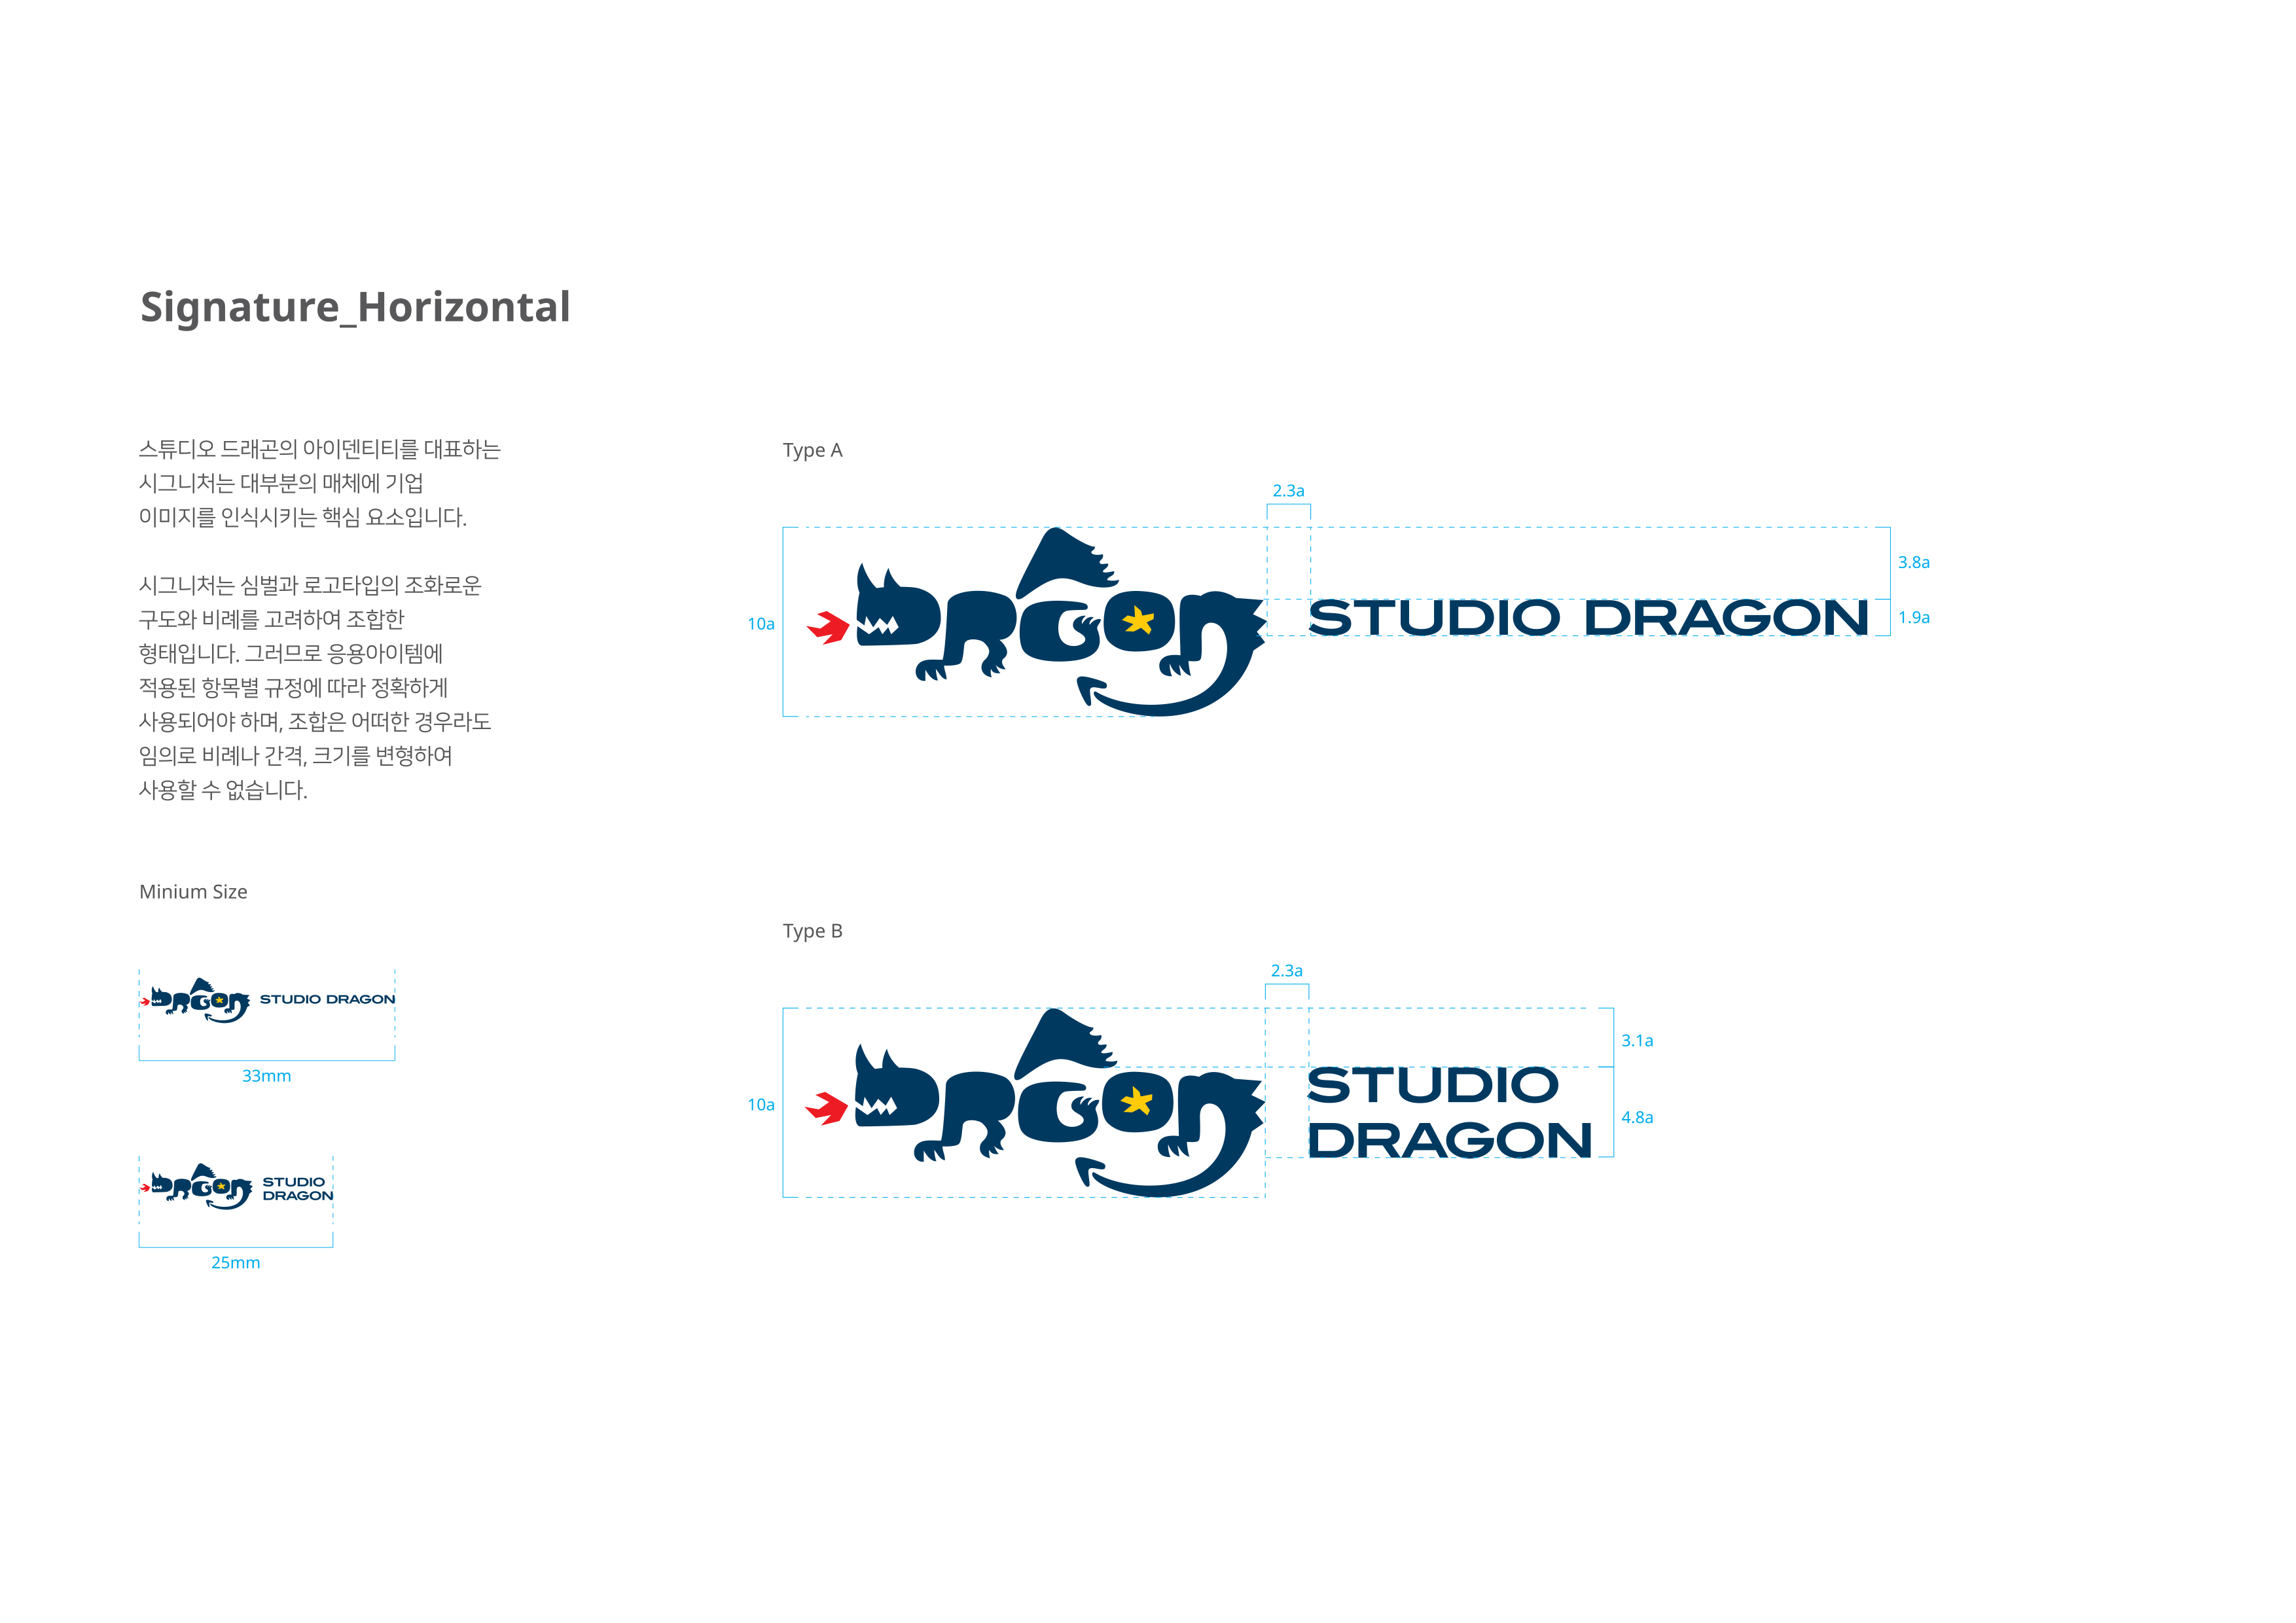 Signature_Horizontal
스튜디오 드래곤의 아이덴티티를 대표하는
시그니처는 대부분의 매체에 기업
이미지를 인식시키는 핵심 요소입니다.
시그니처는 심벌과 로고타입의 조화로운
구도와 비례를 고려하여 조합한
형태입니다. 그러므로 응용아이템에
적용된 항목별 규정에 따라 정확하게
사용되어야 하며, 조합은 어떠한 경우라도
임의로 비례나 간격, 크기를 변형하여
사용할 수 없습니다.
Minium Size
DRGON STUDIO DRAGON
33mm
DRGON STUDIO
DRAGON
25mm
Type A
2.3a
10a
DRGON STUDIO DRAGON
3.8a
1.9a
Type B
2.3a
10a
DRGON STUDIO
DRAGON
3.1a
4.8a